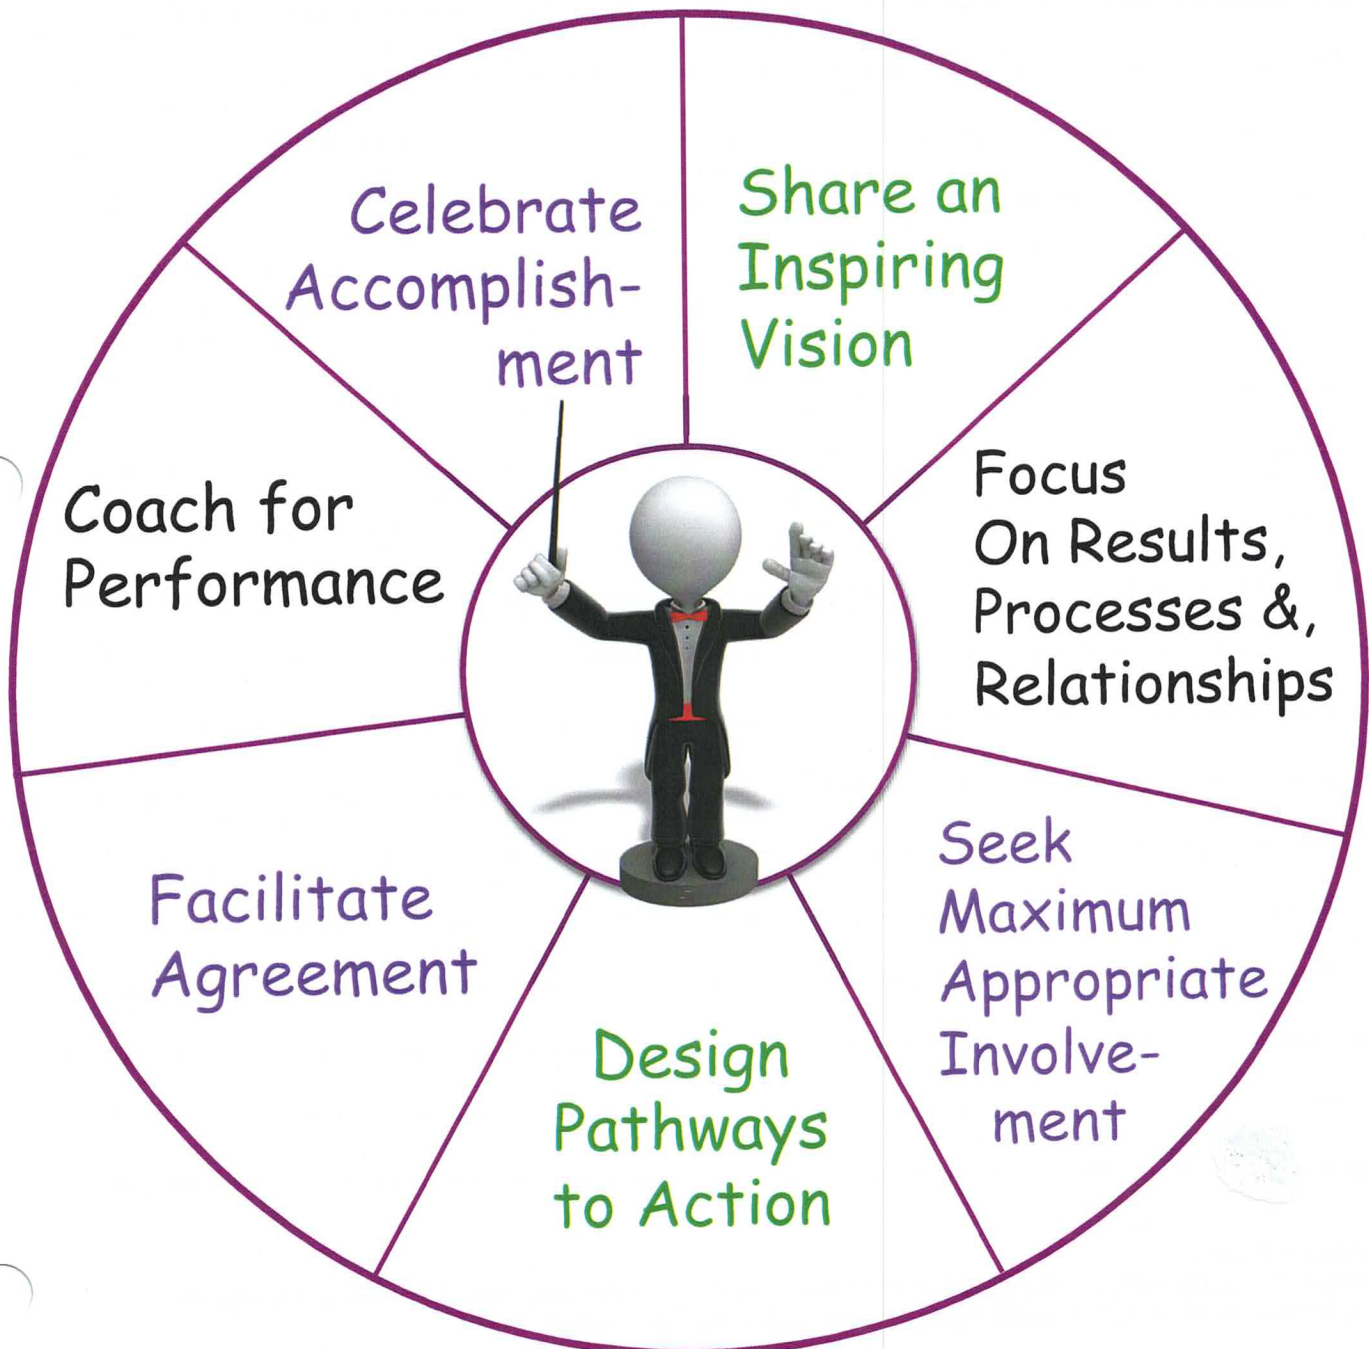 Share an
Inspiring
Vision
Focus
On Results,
Processes &,
Relationships
Seek
Maximum
Appropriate
Involve-
ment
Design
Pathways
to Action
Facilitate
Agreement
Coach for
Performance
Celebrate
Accomplish-
ment